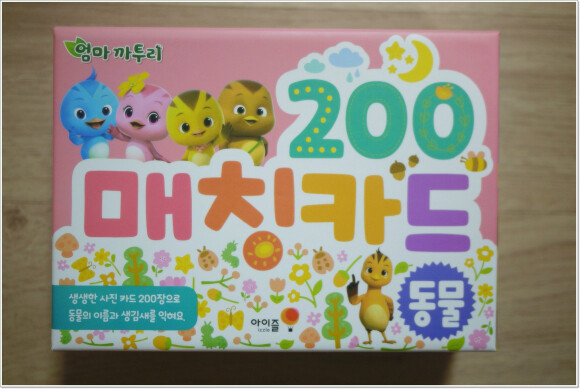 엄마 까투리
200
매치카드
동물
생생한 사진 카드 200장으로
동물의 이름과 생김새를 익혀요.
아이즐